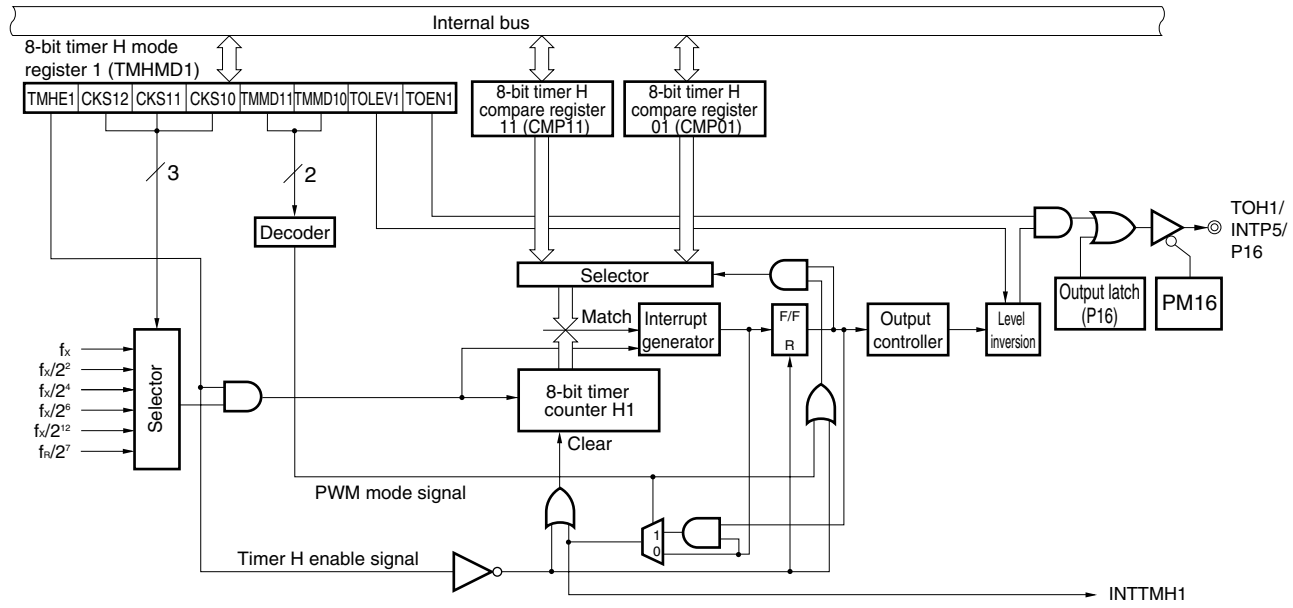 Internal bus
8-bit timer H mode
register 1 (TMHMD1)
TMHE1 CKS12 CKS11 CKS10 TMMD11 TMMD10 TOLEV1 TOEN1
8-bit timer H
compare register
11 (CMP11)
8-bit timer H
compare register
01 (CMP01)
3
2
Decoder
TOH1/
INTP5/
P16
Selector
Output latch
(P16)
PM16
Match
Interrupt
generator
F/F
R
Output
controller
Level
inversion
fX
fX/2²
fX/2⁴
fX/2⁶
fX/2¹²
fR/2⁷
Selector
8-bit timer
counter H1
Clear
PWM mode signal
1
0
Timer H enable signal
INTTMH1